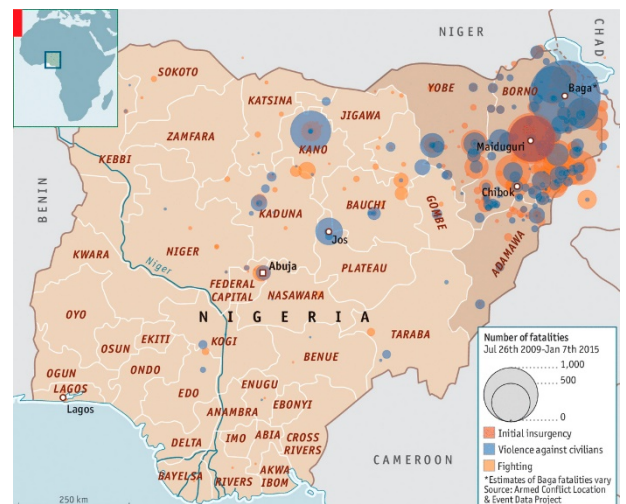 NIGER
CHAD
SOKOTO
KATSINA
YOBE
BORNO
Baga*
JIGAWA
ZAMFARA
KANO
Maiduguri
KEBBI
BENIN
Chibok
BAUCHI
KADUNA
GOMBE
Jos
ADAMAWA
NIGER
Abuja
PLATEAU
KWARA
Niger
FEDERAL
CAPITAL
NASAWARA
NIGERIA
OYO
KOGI
TARABA
EKITI
OSUN
BENUE
ONDO
OGUN
LAGOS
EDO
ENUGU
Lagos
EBONYI
ANAMBRA
DELTA
IMO
ABIA
CROSS
RIVERS
BAYELSA
RIVERS
AKWA
IBOM
CAMEROON
250 km
Number of fatalities
Jul 26th 2009-Jan 7th 2015
1,000
500
0
Initial insurgency
Violence against civilians
Fighting
*Estimates of Baga fatalities vary
Source: Armed Conflict Location
& Event Data Project